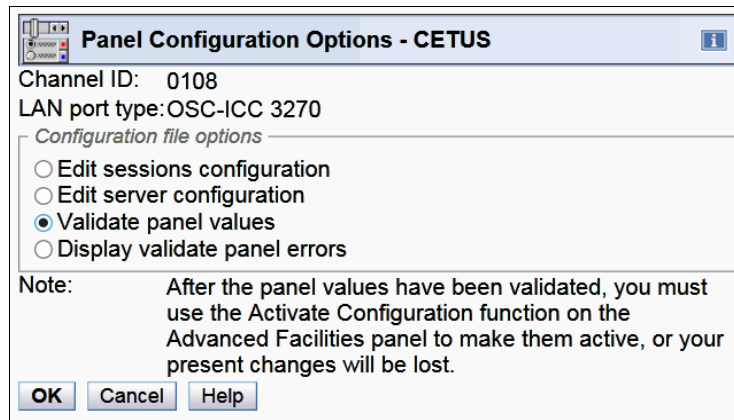 Panel Configuration Options - CETUS
Channel ID: 0108
LAN port type: OSC-ICC 3270
Configuration file options
Edit sessions configuration
Edit server configuration
Validate panel values
Display validate panel errors
Note: After the panel values have been validated, you must
use the Activate Configuration function on the
Advanced Facilities panel to make them active, or your
present changes will be lost.
OK Cancel Help